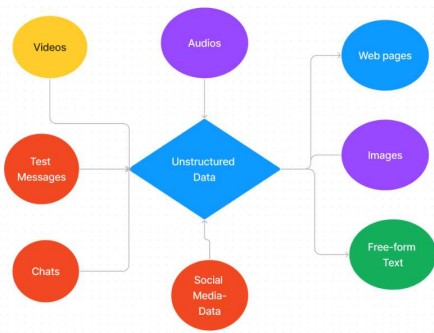 Videos
Audios
Web pages
Test
Messages
Unstructured
Data
Images
Chats
Social
Media-
Data
Free-form
Text